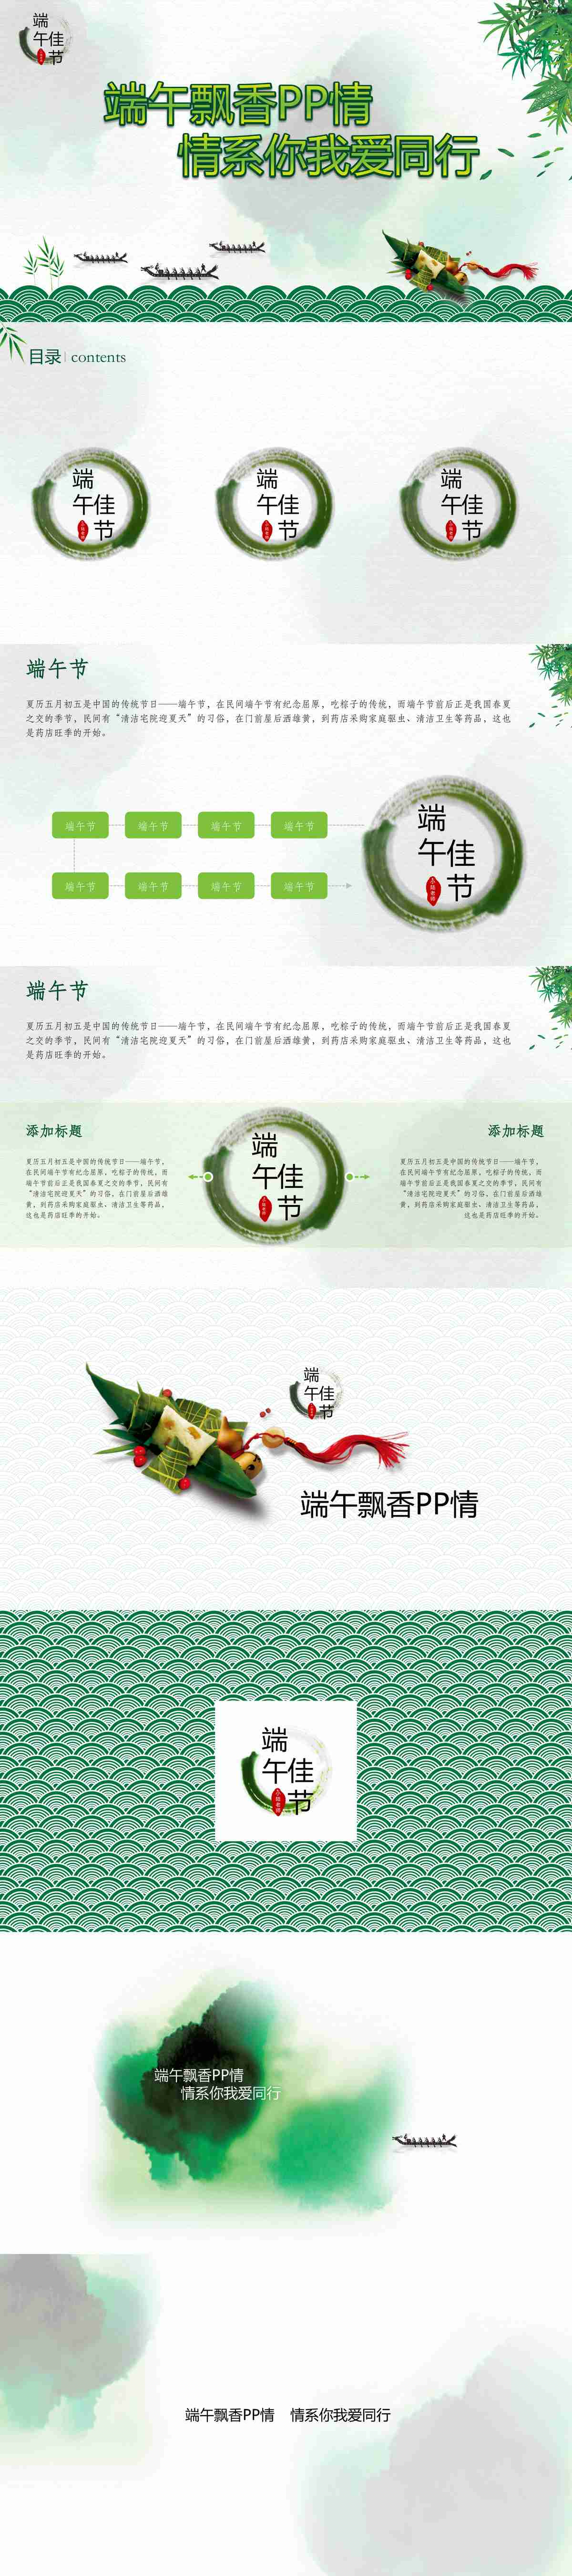 端
午佳
节
端午飘香PP情
情系你我爱同行
目录 contents
端
午佳
节
端
午佳
节
端
午佳
节
端午节
夏历五月初五是中国的传统节日——端午节，在民间端午节有纪念屈原，吃粽子的传统，而端午节前后正是我国春夏
之交的季节，民间有“清洁宅院迎夏天”的习俗，在门前屋后洒雄黄，到药店采购家庭驱虫、清洁卫生等药品，这也
是药店旺季的开始。
端午节 端午节 端午节 端午节
端午节 端午节 端午节 端午节
端
午佳
节
端午节
夏历五月初五是中国的传统节日——端午节，在民间端午节有纪念屈原，吃粽子的传统，而端午节前后正是我国春夏
之交的季节，民间有“清洁宅院迎夏天”的习俗，在门前屋后洒雄黄，到药店采购家庭驱虫、清洁卫生等药品，这也
是药店旺季的开始。
添加标题
夏历五月初五是中国的传统节日——端午节，
在民间端午节有纪念屈原，吃粽子的传统，而
端午节前后正是我国春夏之交的季节，民间有
“清洁宅院迎夏天”的习俗，在门前屋后洒雄
黄，到药店采购家庭驱虫、清洁卫生等药品，
这也是药店旺季的开始。
端
午佳
节
添加标题
夏历五月初五是中国的传统节日——端午节，
在民间端午节有纪念屈原，吃粽子的传统，而
端午节前后正是我国春夏之交的季节，民间有
“清洁宅院迎夏天”的习俗，在门前屋后洒雄
黄，到药店采购家庭驱虫、清洁卫生等药品，
这也是药店旺季的开始。
端
午佳
节
端午飘香PP情
端
午佳
节
端午飘香PP情
情系你我爱同行
端午飘香PP情 情系你我爱同行